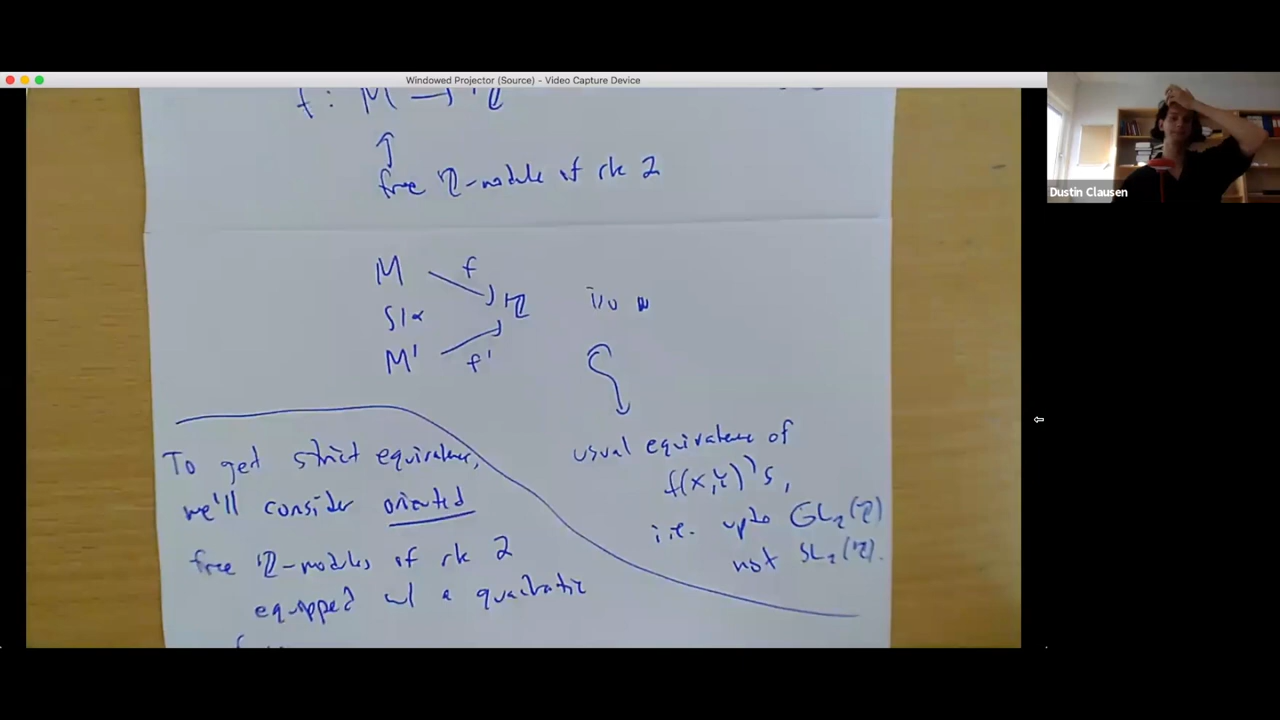 Windowed Projector (Source) - Video Capture Device
Dustin Clausen
f : M → ℤ
↑
free ℤ-module of rk 2
M f
S|α ℤ
M' f'
usual equivalence of
f(x,y)'s,
i.e. up to GL₂(ℤ)
not SL₂(ℤ).
To get strict equivalence,
we'll consider oriented
free ℤ-modules of rk 2
equipped w/ a quadratic